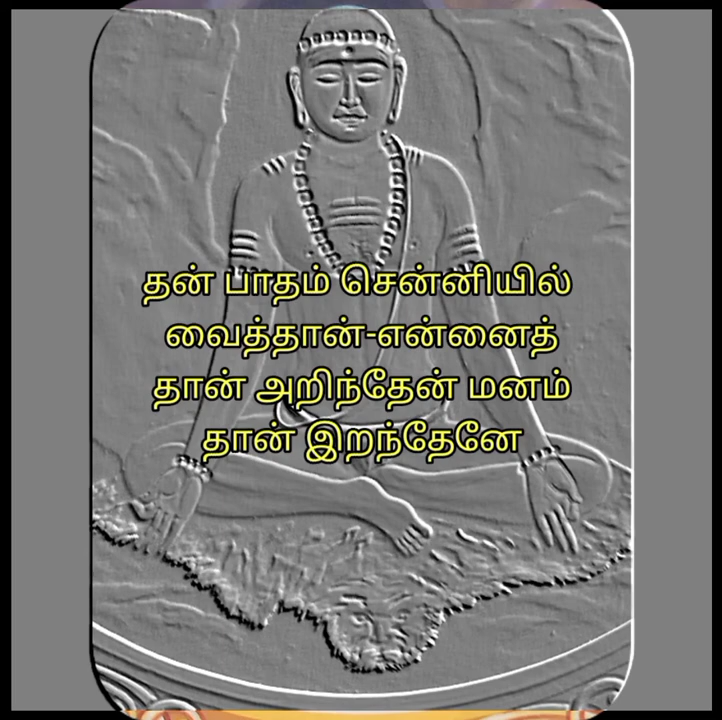 தன் பாதம் சென்னியில்
வைத்தான்-என்னைத்
தான் அறிந்தேன் மனம்
தான் இறந்தேனே